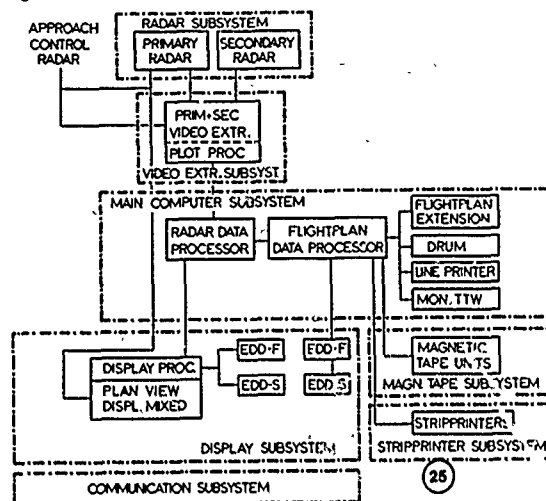 RADAR SUBSYSTEM
APPROACH
CONTROL
RADAR
PRIMARY
RADAR
SECONDARY
RADAR
PRIM+SEC
VIDEO EXTR.
PLOT PROC
VIDEO EXTR. SUBSYST
MAIN COMPUTER SUBSYSTEM
RADAR DATA
PROCESSOR
FLIGHTPLAN
DATA PROCESSOR
FLIGHTPLAN
EXTENSION
DRUM
LINE PRINTER
MON. TTW
DISPLAY PROC.
PLAN VIEW
DISPL. MIXED
EDD-F
EDD-F
EDD-S
EDD-S
DISPLAY SUBSYSTEM
MAGNETIC
TAPE UNITS
MAGN TAPE SUBSYSTEM
STRIPPRINTERS
STRIPPRINTER SUBSYSTEM
25
COMMUNICATION SUBSYSTEM